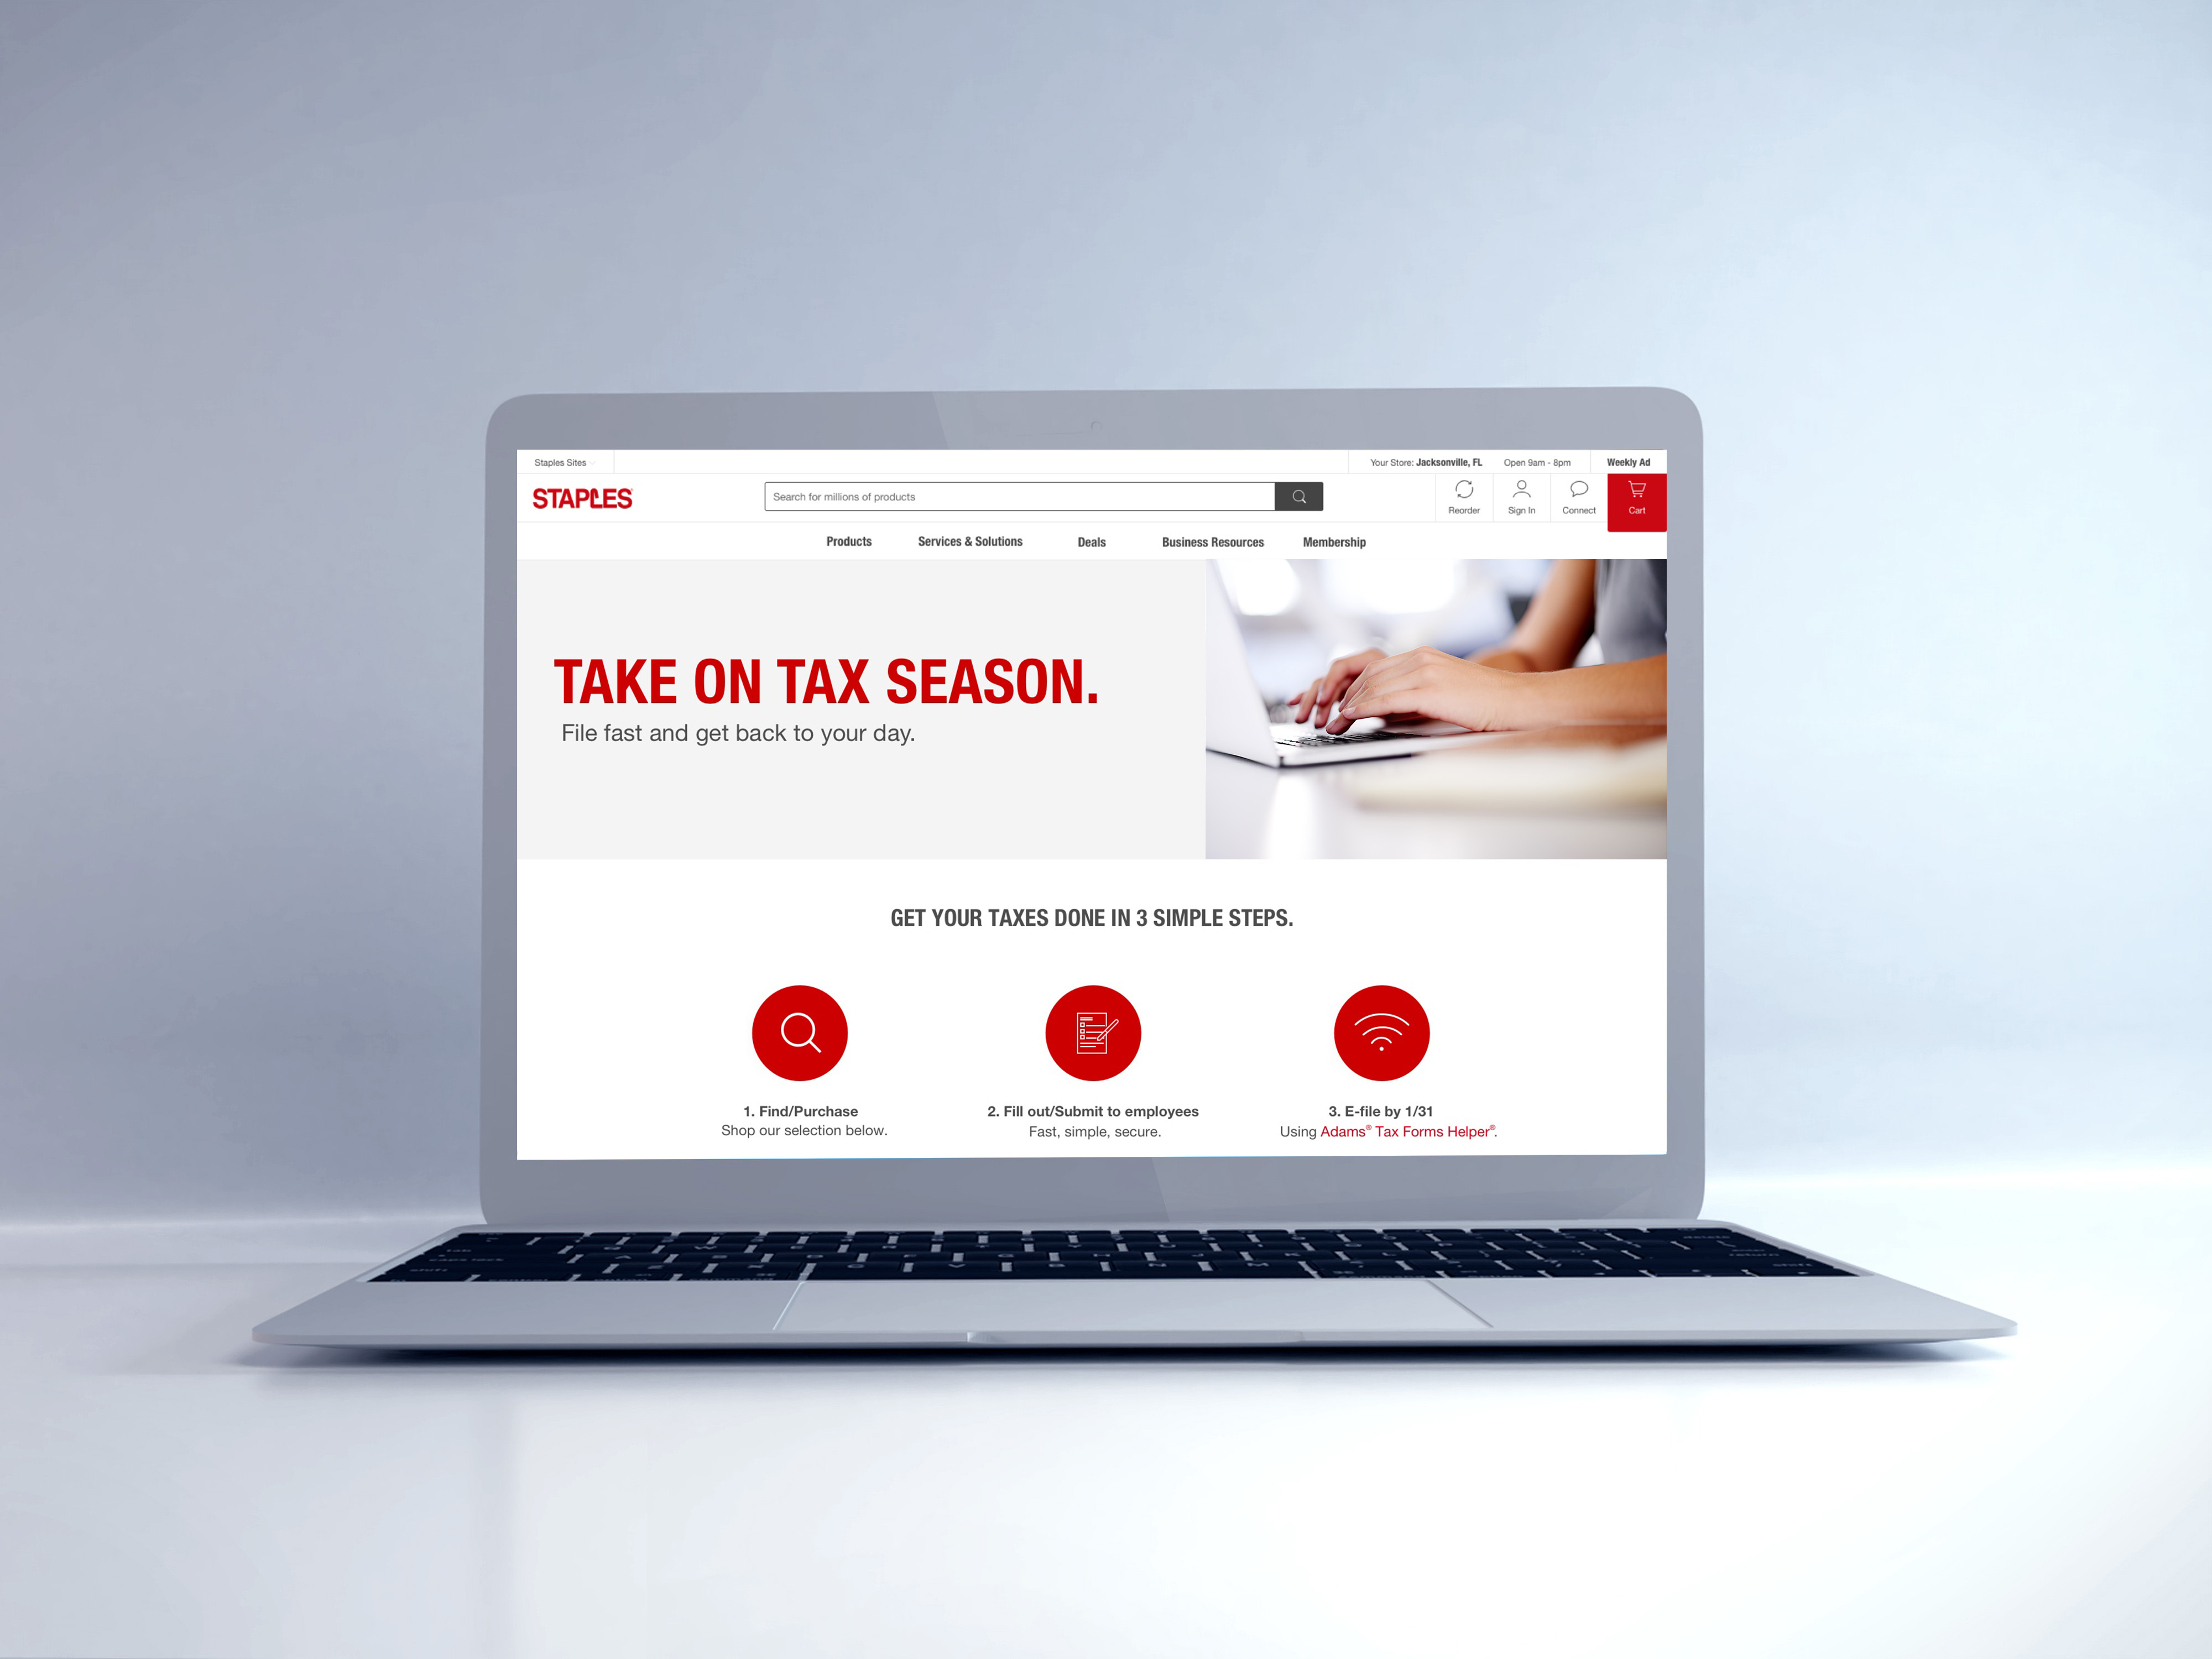 Staples Sites
Your Store: Jacksonville, FL Open 9am - 8pm Weekly Ad
STAPLES
Search for millions of products
Reorder Sign In Connect Cart
Products Services & Solutions Deals Business Resources Membership
TAKE ON TAX SEASON.
File fast and get back to your day.
GET YOUR TAXES DONE IN 3 SIMPLE STEPS.
1. Find/Purchase
Shop our selection below.
2. Fill out/Submit to employees
Fast, simple, secure.
3. E-file by 1/31
Using Adams® Tax Forms Helper®.